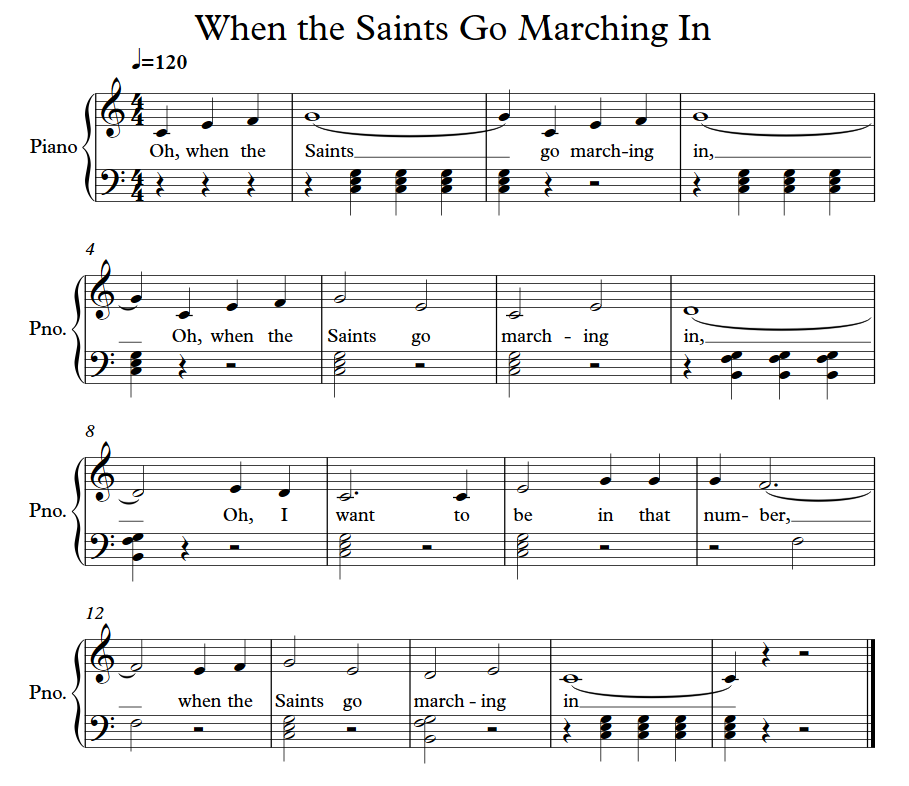 When the Saints Go Marching In
♩=120
4 4
Piano
Oh, when the Saints go march-ing in,
4 4
4
Pno.
Oh, when the Saints go march - ing in,
8
Pno.
Oh, I want to be in that num- ber,
12
Pno.
when the Saints go march - ing in